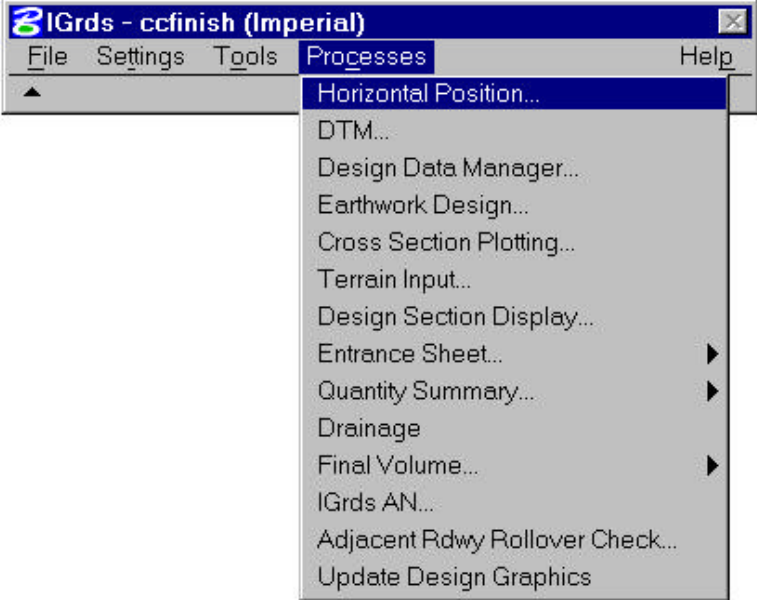 IGrds - ccfinish (Imperial)
File Settings Tools Processes Help
Horizontal Position...
DTM...
Design Data Manager...
Earthwork Design...
Cross Section Plotting...
Terrain Input...
Design Section Display...
Entrance Sheet...
Quantity Summary...
Drainage
Final Volume...
IGrds AN...
Adjacent Rdwy Rollover Check...
Update Design Graphics